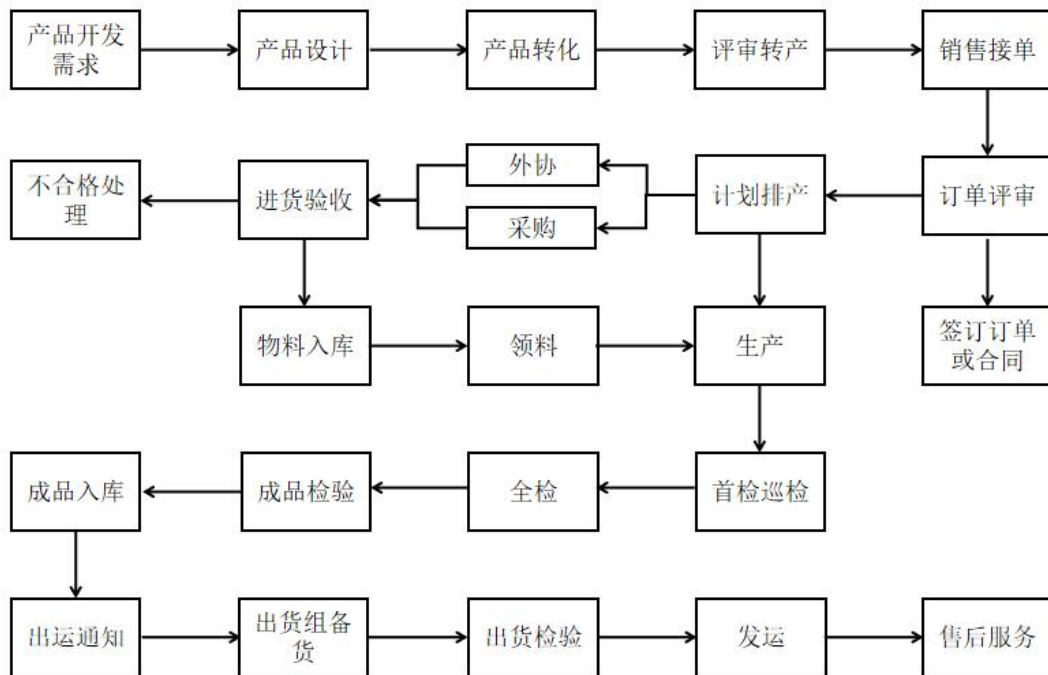 产品开发
需求
产品设计
产品转化
评审转产
销售接单
不合格处
理
进货验收
外协
采购
计划排产
订单评审
物料入库
领料
生产
签订订单
或合同
成品入库
成品检验
全检
首检巡检
出运通知
出货组备
货
出货检验
发运
售后服务